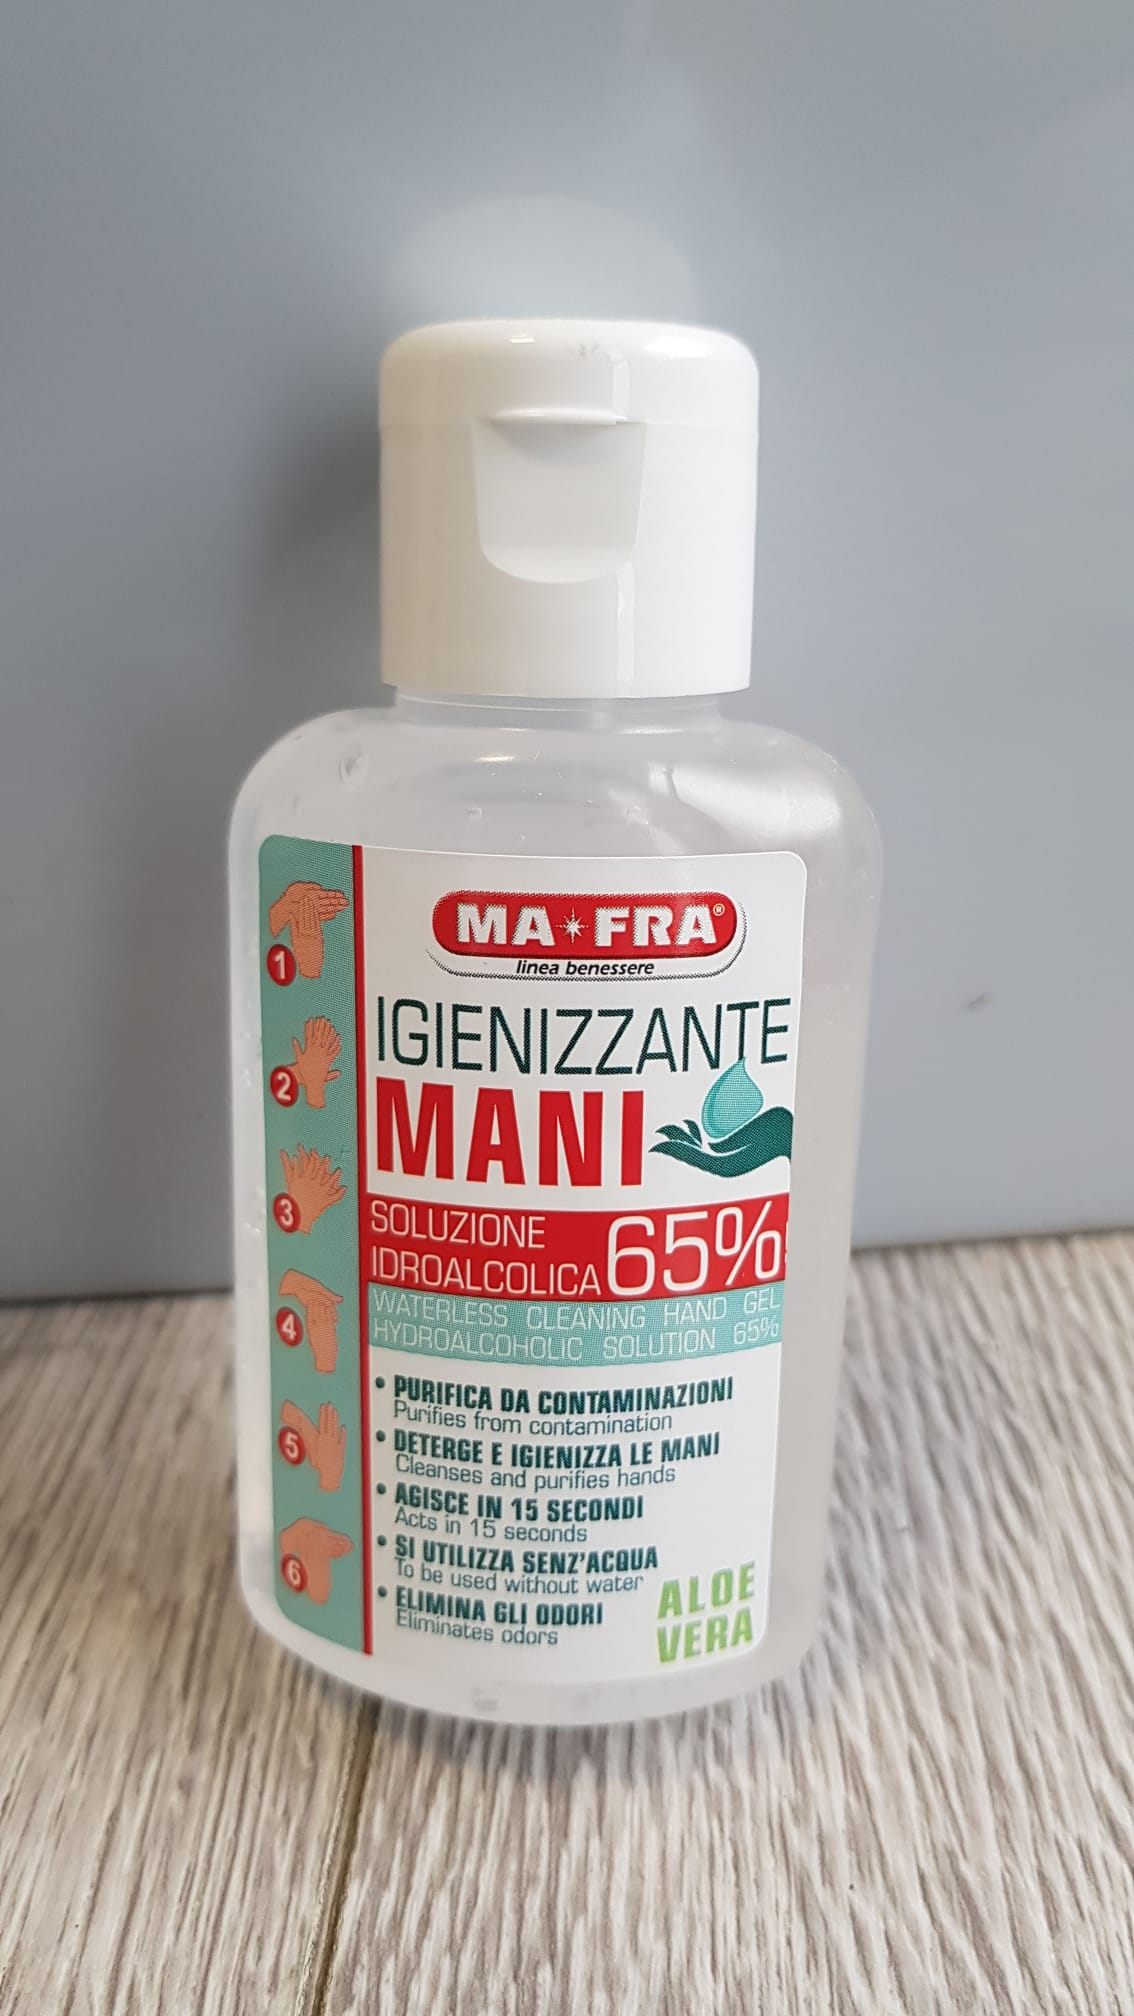 MA FRA®
linea benessere
IGIENIZZANTE
MANI
SOLUZIONE
IDROALCOLICA 65%
WATERLESS CLEANING HAND GEL
HYDROALCOHOLIC SOLUTION 65%
• PURIFICA DA CONTAMINAZIONI
Purifies from contamination
• DETERGE E IGIENIZZA LE MANI
Cleanses and purifies hands
• AGISCE IN 15 SECONDI
Acts in 15 seconds
• SI UTILIZZA SENZ'ACQUA
To be used without water
• ELIMINA GLI ODORI
Eliminates odors
ALOE
VERA
1
2
3
4
5
6